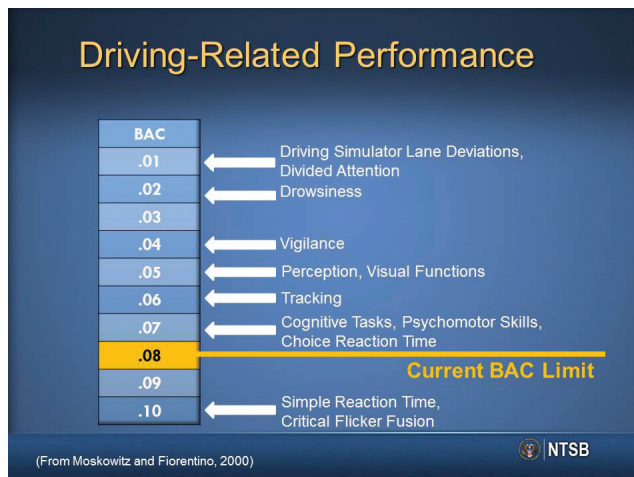 Driving-Related Performance
BAC
.01
Driving Simulator Lane Deviations,
Divided Attention
.02
Drowsiness
.03
.04
Vigilance
.05
Perception, Visual Functions
.06
Tracking
.07
Cognitive Tasks, Psychomotor Skills,
Choice Reaction Time
.08
Current BAC Limit
.09
.10
Simple Reaction Time,
Critical Flicker Fusion
(From Moskowitz and Fiorentino, 2000)
NTSB